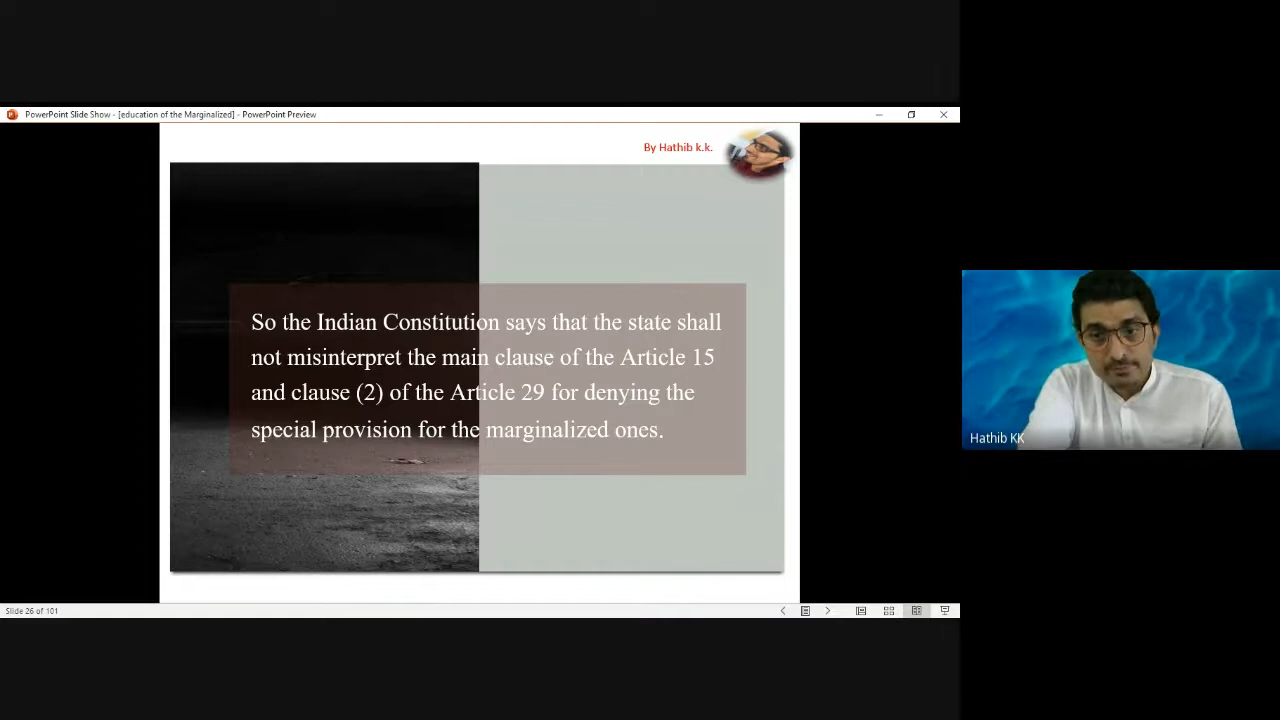 PowerPoint Slide Show - [education of the Marginalized] - PowerPoint Preview
By Hathib k.k.
So the Indian Constitution says that the state shall
not misinterpret the main clause of the Article 15
and clause (2) of the Article 29 for denying the
special provision for the marginalized ones.
Hathib KK
Slide 26 of 101